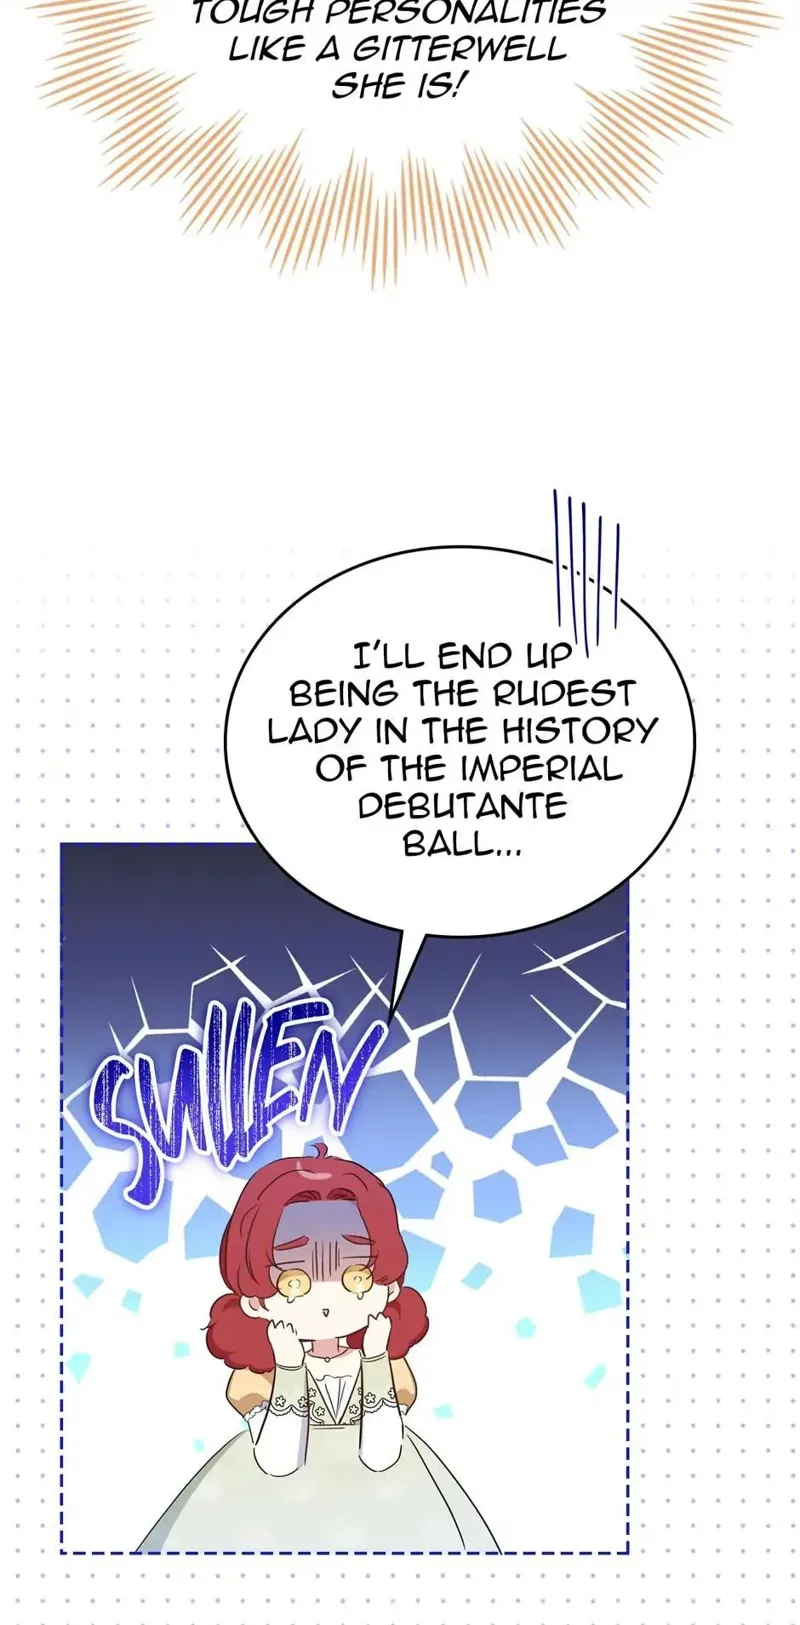 TOUGH PERSONALITIES
LIKE A GITTERWELL
SHE IS!
I'LL END UP
BEING THE RUDEST
LADY IN THE HISTORY
OF THE IMPERIAL
DEBUTANTE
BALL...
SULLEN